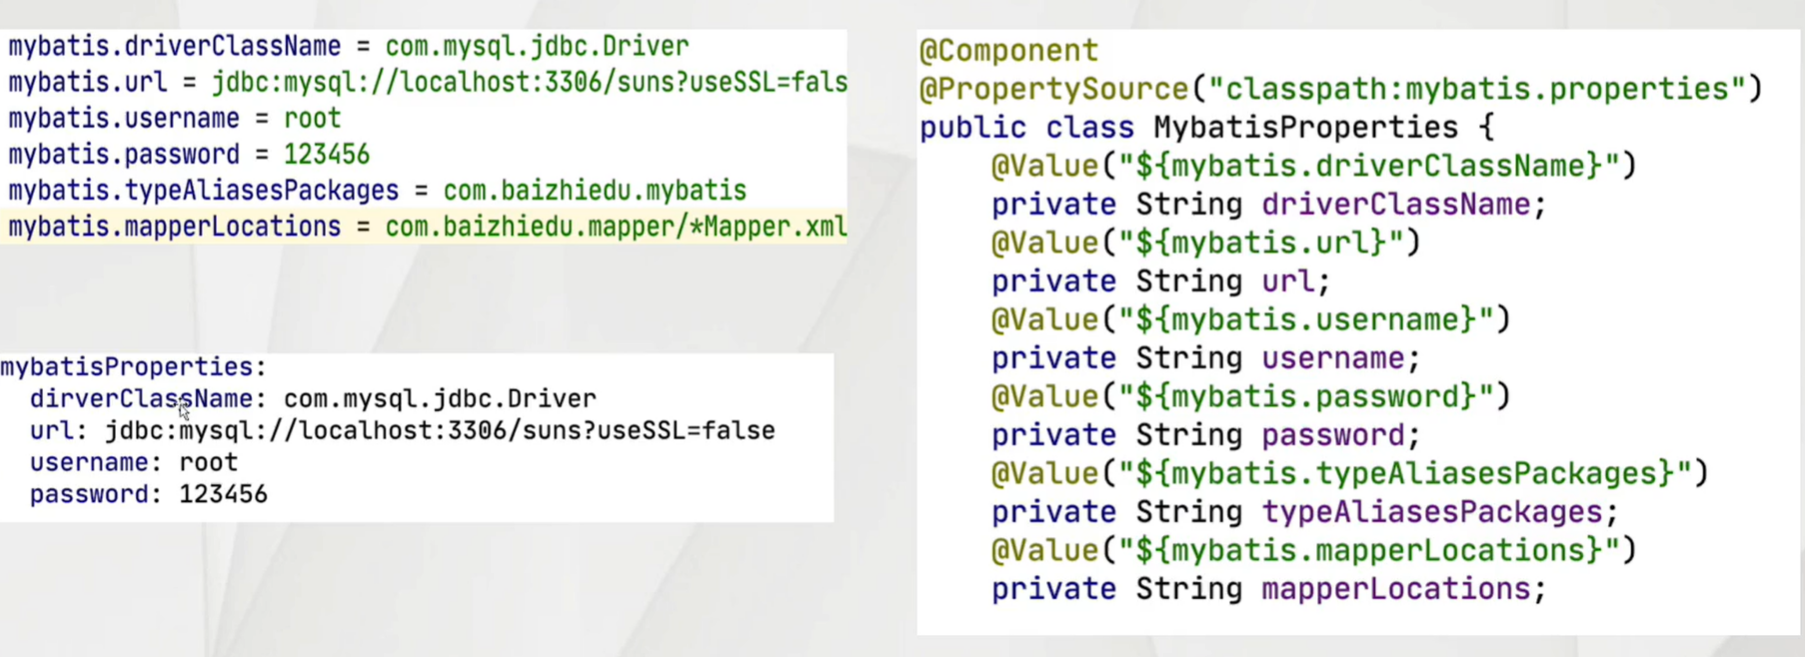 mybatis.driverClassName = com.mysql.jdbc.Driver
mybatis.url = jdbc:mysql://localhost:3306/suns?useSSL=fals
mybatis.username = root
mybatis.password = 123456
mybatis.typeAliasesPackages = com.baizhiedu.mybatis
mybatis.mapperLocations = com.baizhiedu.mapper/*Mapper.xml
mybatisProperties:
  dirverClassName: com.mysql.jdbc.Driver
  url: jdbc:mysql://localhost:3306/suns?useSSL=false
  username: root
  password: 123456
@Component
@PropertySource("classpath:mybatis.properties")
public class MybatisProperties {
    @Value("${mybatis.driverClassName}")
    private String driverClassName;
    @Value("${mybatis.url}")
    private String url;
    @Value("${mybatis.username}")
    private String username;
    @Value("${mybatis.password}")
    private String password;
    @Value("${mybatis.typeAliasesPackages}")
    private String typeAliasesPackages;
    @Value("${mybatis.mapperLocations}")
    private String mapperLocations;